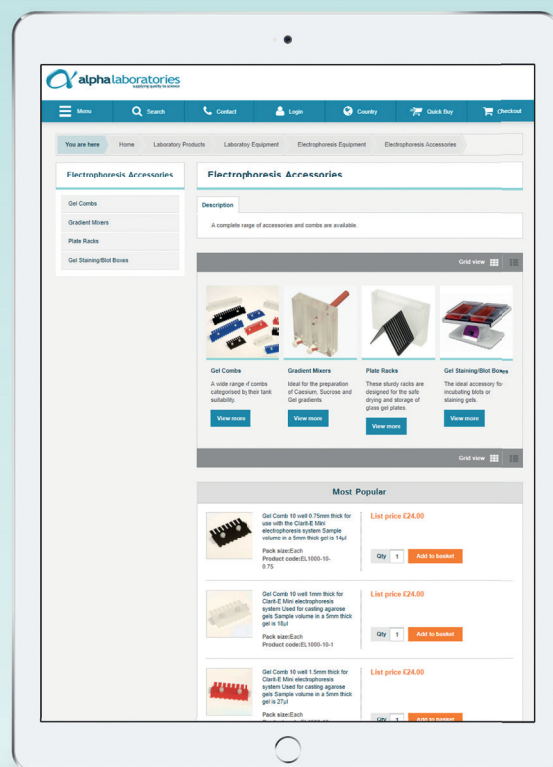 alpha laboratories
supplying quality to science
Menu
Search
Contact
Login
Country
Quick Buy
Checkout
You are here
Home
Laboratory Products
Laboratoy Equipment
Electrophoresis Equipment
Electrophoresis Accessories
Electrophoresis Accessories
Gel Combs
Gradient Mixers
Plate Racks
Gel Staining/Blot Boxes
Electrophoresis Accessories
Description
A complete range of accessories and combs are available.
Grid view
Gel Combs
A wide range of combs
categorised by their tank
suitability.
View more
Gradient Mixers
Ideal for the preparation
of Caesium, Sucrose and
Gel gradients
View more
Plate Racks
These sturdy racks are
designed for the safe
drying and storage of
glass gel plates.
View more
Gel Staining/Blot Boxes
The ideal accessory for
incubating blots or
staining gels.
View more
Grid view
Most Popular
Gel Comb 10 well 0.75mm thick for
use with the Clarit-E Mini
electrophoresis system Sample
volume in a 5mm thick gel is 14µl
Pack size:Each
Product code:EL1000-10-
0.75
List price £24.00
Qty 1 Add to basket
Gel Comb 10 well 1mm thick for
Clarit-E Mini electrophoresis
system Used for casting agarose
gels Sample volume in a 5mm thick
gel is 18µl
Pack size:Each
Product code:EL1000-10-1
List price £24.00
Qty 1 Add to basket
Gel Comb 10 well 1.5mm thick for
Clarit-E Mini electrophoresis
system Used for casting agarose
gels Sample volume in a 5mm thick
gel is 27µl
Pack size:Each
List price £24.00
Qty 1 Add to basket